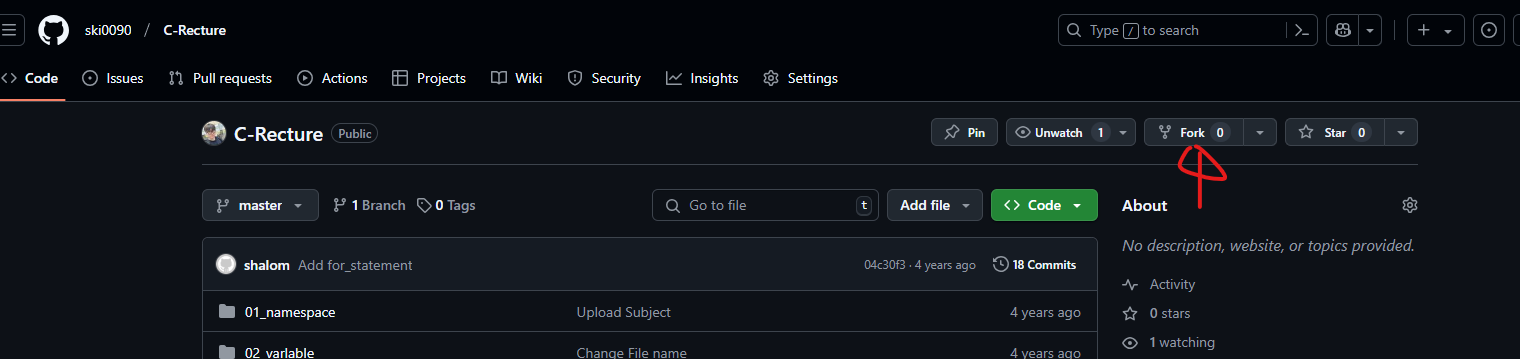 ski0090 / C-Recture
Type / to search
Code Issues Pull requests Actions Projects Wiki Security Insights Settings
C-Recture Public
Pin Unwatch 1 Fork 0 Star 0
master 1 Branch 0 Tags Go to file t Add file Code
About
No description, website, or topics provided.
shalom Add for_statement 04c30f3 · 4 years ago 18 Commits
Activity
01_namespace Upload Subject 4 years ago
0 stars
1 watching
02_varlable Change File name 4 years ago